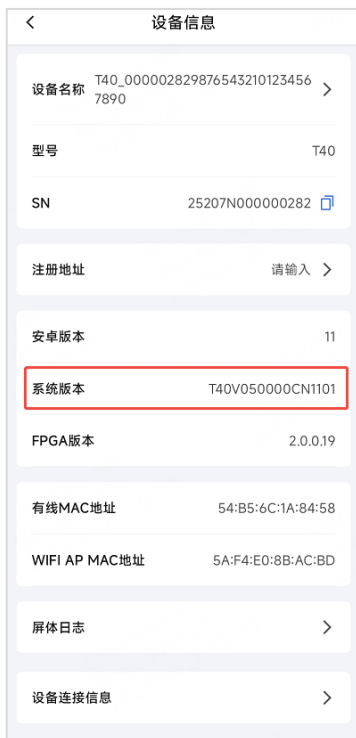 设备信息
设备名称 T40_000002829876543210123456
7890
型号 T40
SN 25207N000000282
注册地址 请输入
安卓版本 11
系统版本 T40V050000CN1101
FPGA版本 2.0.0.19
有线MAC地址 54:B5:6C:1A:84:58
WIFI AP MAC地址 5A:F4:E0:8B:AC:BD
屏体日志
设备连接信息